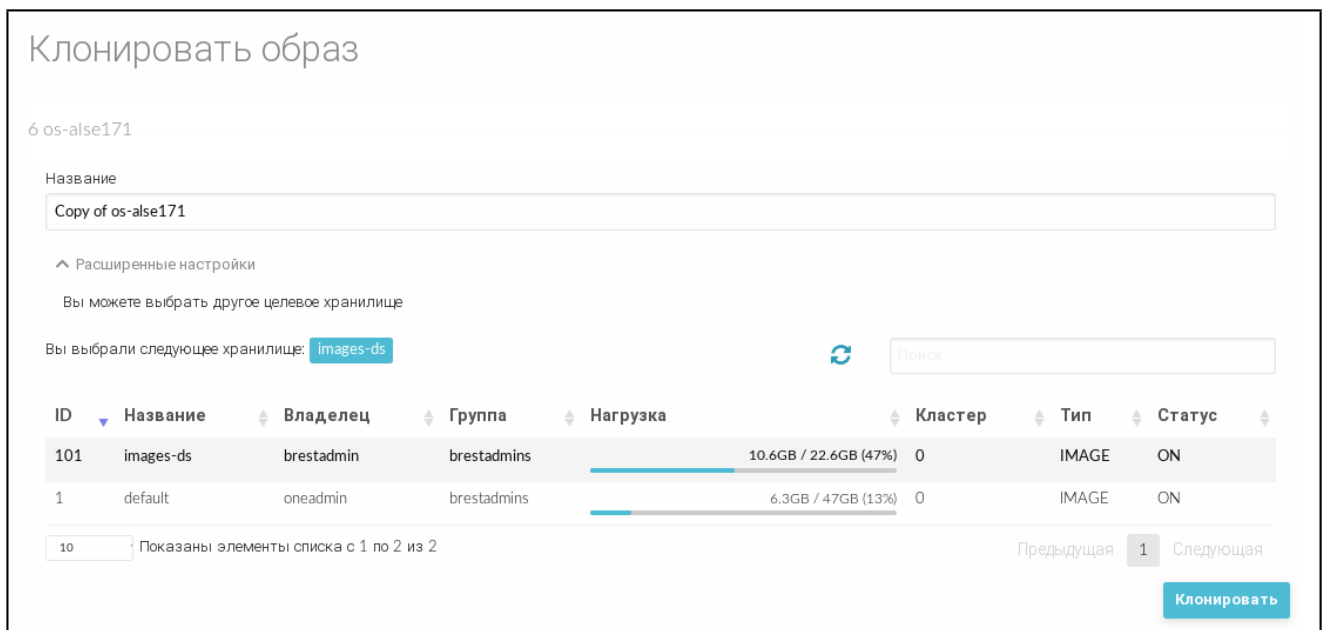 Клонировать образ
6 os-alse171
Название
Copy of os-alse171
Расширенные настройки
Вы можете выбрать другое целевое хранилище
Вы выбрали следующее хранилище: images-ds
Поиск
ID Название Владелец Группа Нагрузка Кластер Тип Статус
101 images-ds brestadmin brestadmins 10.6GB / 22.6GB (47%) 0 IMAGE ON
1 default oneadmin brestadmins 6.3GB / 47GB (13%) 0 IMAGE ON
10 Показаны элементы списка с 1 по 2 из 2 Предыдущая 1 Следующая
Клонировать